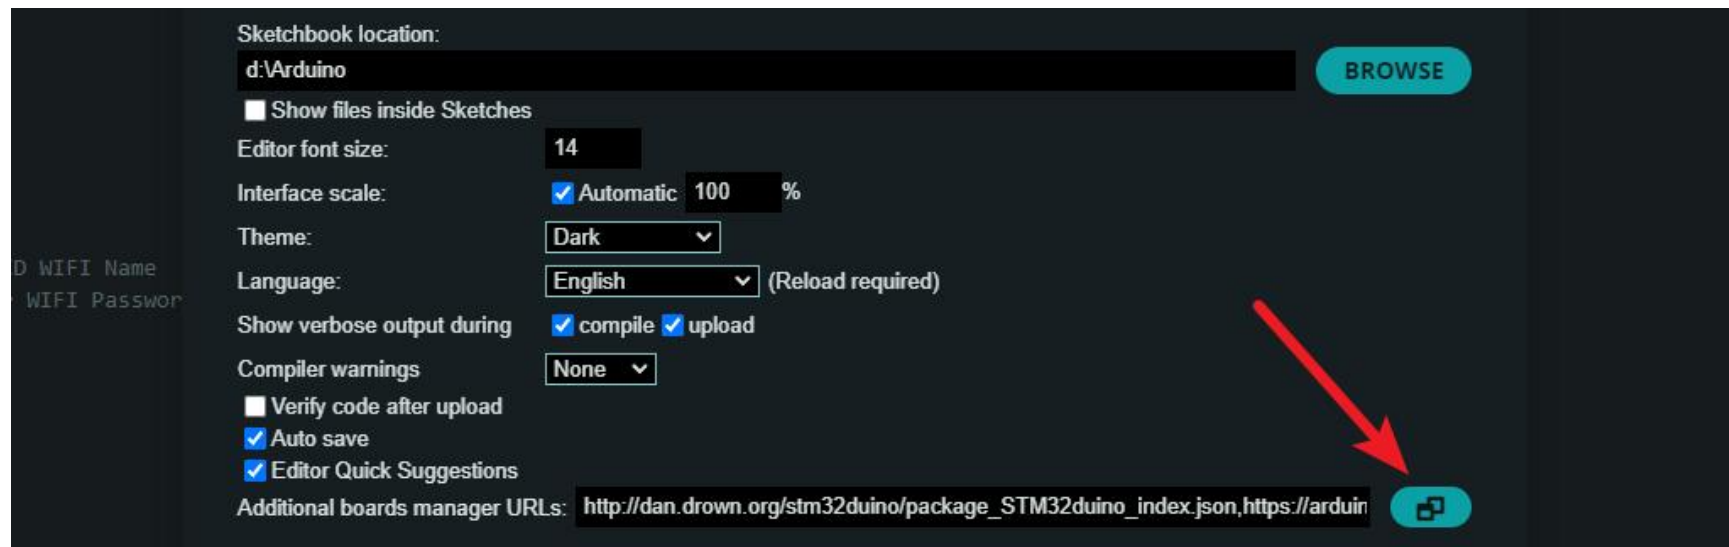 Sketchbook location:
d:\Arduino
BROWSE
Show files inside Sketches
Editor font size: 14
Interface scale: Automatic 100 %
Theme: Dark
D WIFI Name
Language: English (Reload required)
WIFI Passwor
Show verbose output during compile upload
Compiler warnings None
Verify code after upload
Auto save
Editor Quick Suggestions
Additional boards manager URLs: http://dan.drown.org/stm32duino/package_STM32duino_index.json,https://arduin